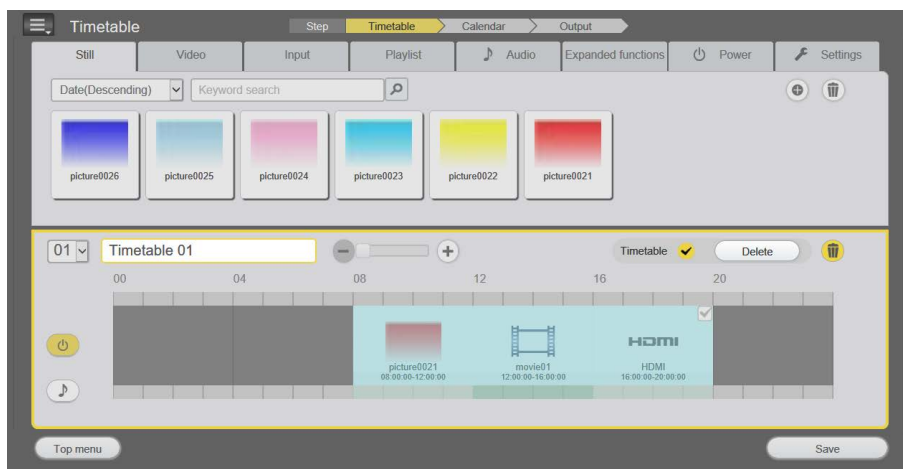 Timetable
Step Timetable Calendar Output
Still Video Input Playlist Audio Expanded functions Power Settings
Date(Descending) Keyword search
picture0026 picture0025 picture0024 picture0023 picture0022 picture0021
01 Timetable 01 Timetable Delete
00 04 08 12 16 20
HDMI
picture0021 movie01 HDMI
08:00:00-12:00:00 12:00:00-16:00:00 16:00:00-20:00:00
Top menu Save